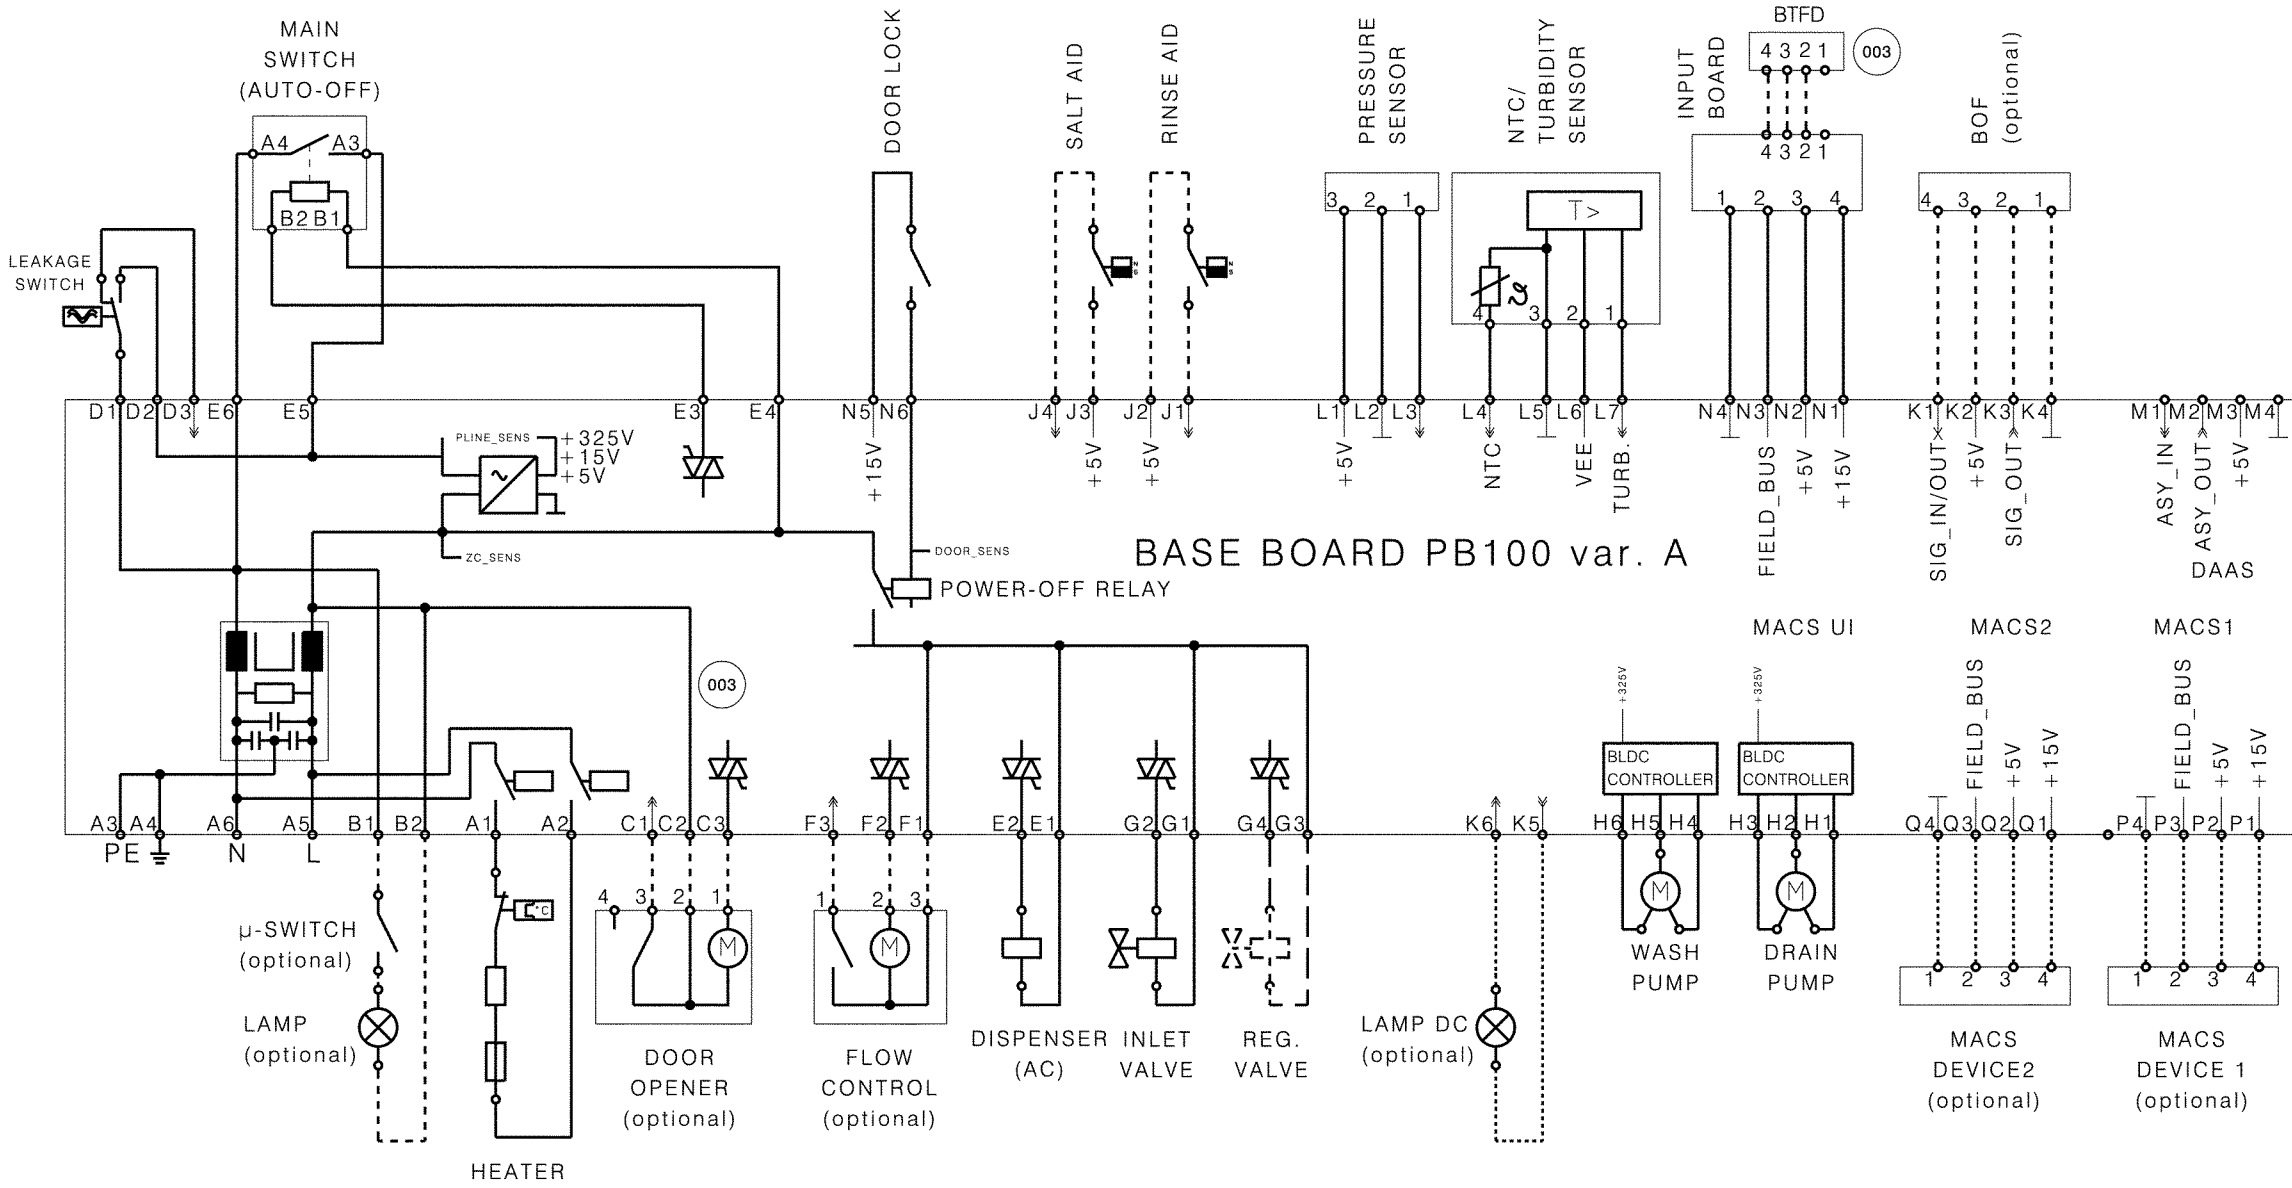 MAIN
SWITCH
(AUTO-OFF)
A4 A3
B2 B1
LEAKAGE
SWITCH
DOOR LOCK
SALT AID
RINSE AID
N
S
N
S
PRESSURE
SENSOR
3 2 1
NTC/
TURBIDITY
SENSOR
T>
4 3 2 1
INPUT
BOARD
BTFD
4 3 2 1
003
4 3 2 1
1 2 3 4
BOF
(optional)
4 3 2 1
D1 D2 D3 E6 E5 E3 E4 N5 N6 J4 J3 J2 J1 L1 L2 L3 L4 L5 L6 L7 N4 N3 N2 N1 K1 K2 K3 K4 M1 M2 M3 M4
PLINE_SENS
+325V
+15V
+5V
ZC_SENS
+15V
+5V
+5V
+5V
NTC
VEE
TURB.
FIELD_BUS
+5V
+15V
SIG_IN/OUT
+5V
SIG_OUT
ASY_IN
ASY_OUT
+5V
DAAS
DOOR_SENS
POWER-OFF RELAY
BASE BOARD PB100 var. A
003
MACS UI
MACS2
MACS1
+325V
+325V
BLDC
CONTROLLER
BLDC
CONTROLLER
FIELD_BUS
+5V
+15V
FIELD_BUS
+5V
+15V
A3 A4 A6 A5 B1 B2 A1 A2 C1 C2 C3 F3 F2 F1 E2 E1 G2 G1 G4 G3 K6 K5 H6 H5 H4 H3 H2 H1 Q4 Q3 Q2 Q1 P4 P3 P2 P1
PE N L
µ-SWITCH
(optional)
LAMP
(optional)
°C
HEATER
4 3 2 1
M
DOOR
OPENER
(optional)
1 2 3
M
FLOW
CONTROL
(optional)
DISPENSER
(AC)
INLET
VALVE
REG.
VALVE
LAMP DC
(optional)
M
WASH
PUMP
M
DRAIN
PUMP
1 2 3 4
MACS
DEVICE2
(optional)
1 2 3 4
MACS
DEVICE 1
(optional)